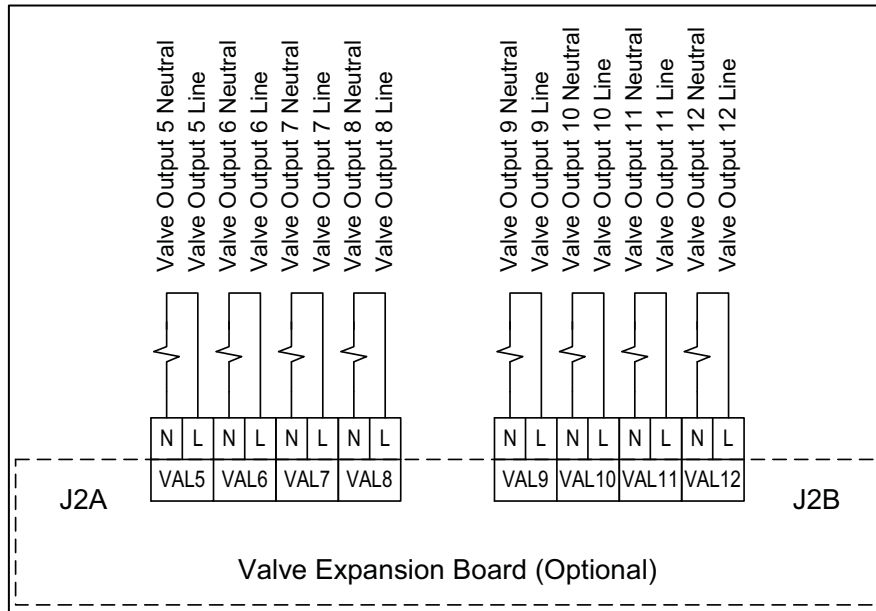 Valve Output 5 Neutral
Valve Output 5 Line
Valve Output 6 Neutral
Valve Output 6 Line
Valve Output 7 Neutral
Valve Output 7 Line
Valve Output 8 Neutral
Valve Output 8 Line
Valve Output 9 Neutral
Valve Output 9 Line
Valve Output 10 Neutral
Valve Output 10 Line
Valve Output 11 Neutral
Valve Output 11 Line
Valve Output 12 Neutral
Valve Output 12 Line
N L N L N L N L N L N L N L N L
VAL5 VAL6 VAL7 VAL8 VAL9 VAL10 VAL11 VAL12
J2A J2B
Valve Expansion Board (Optional)